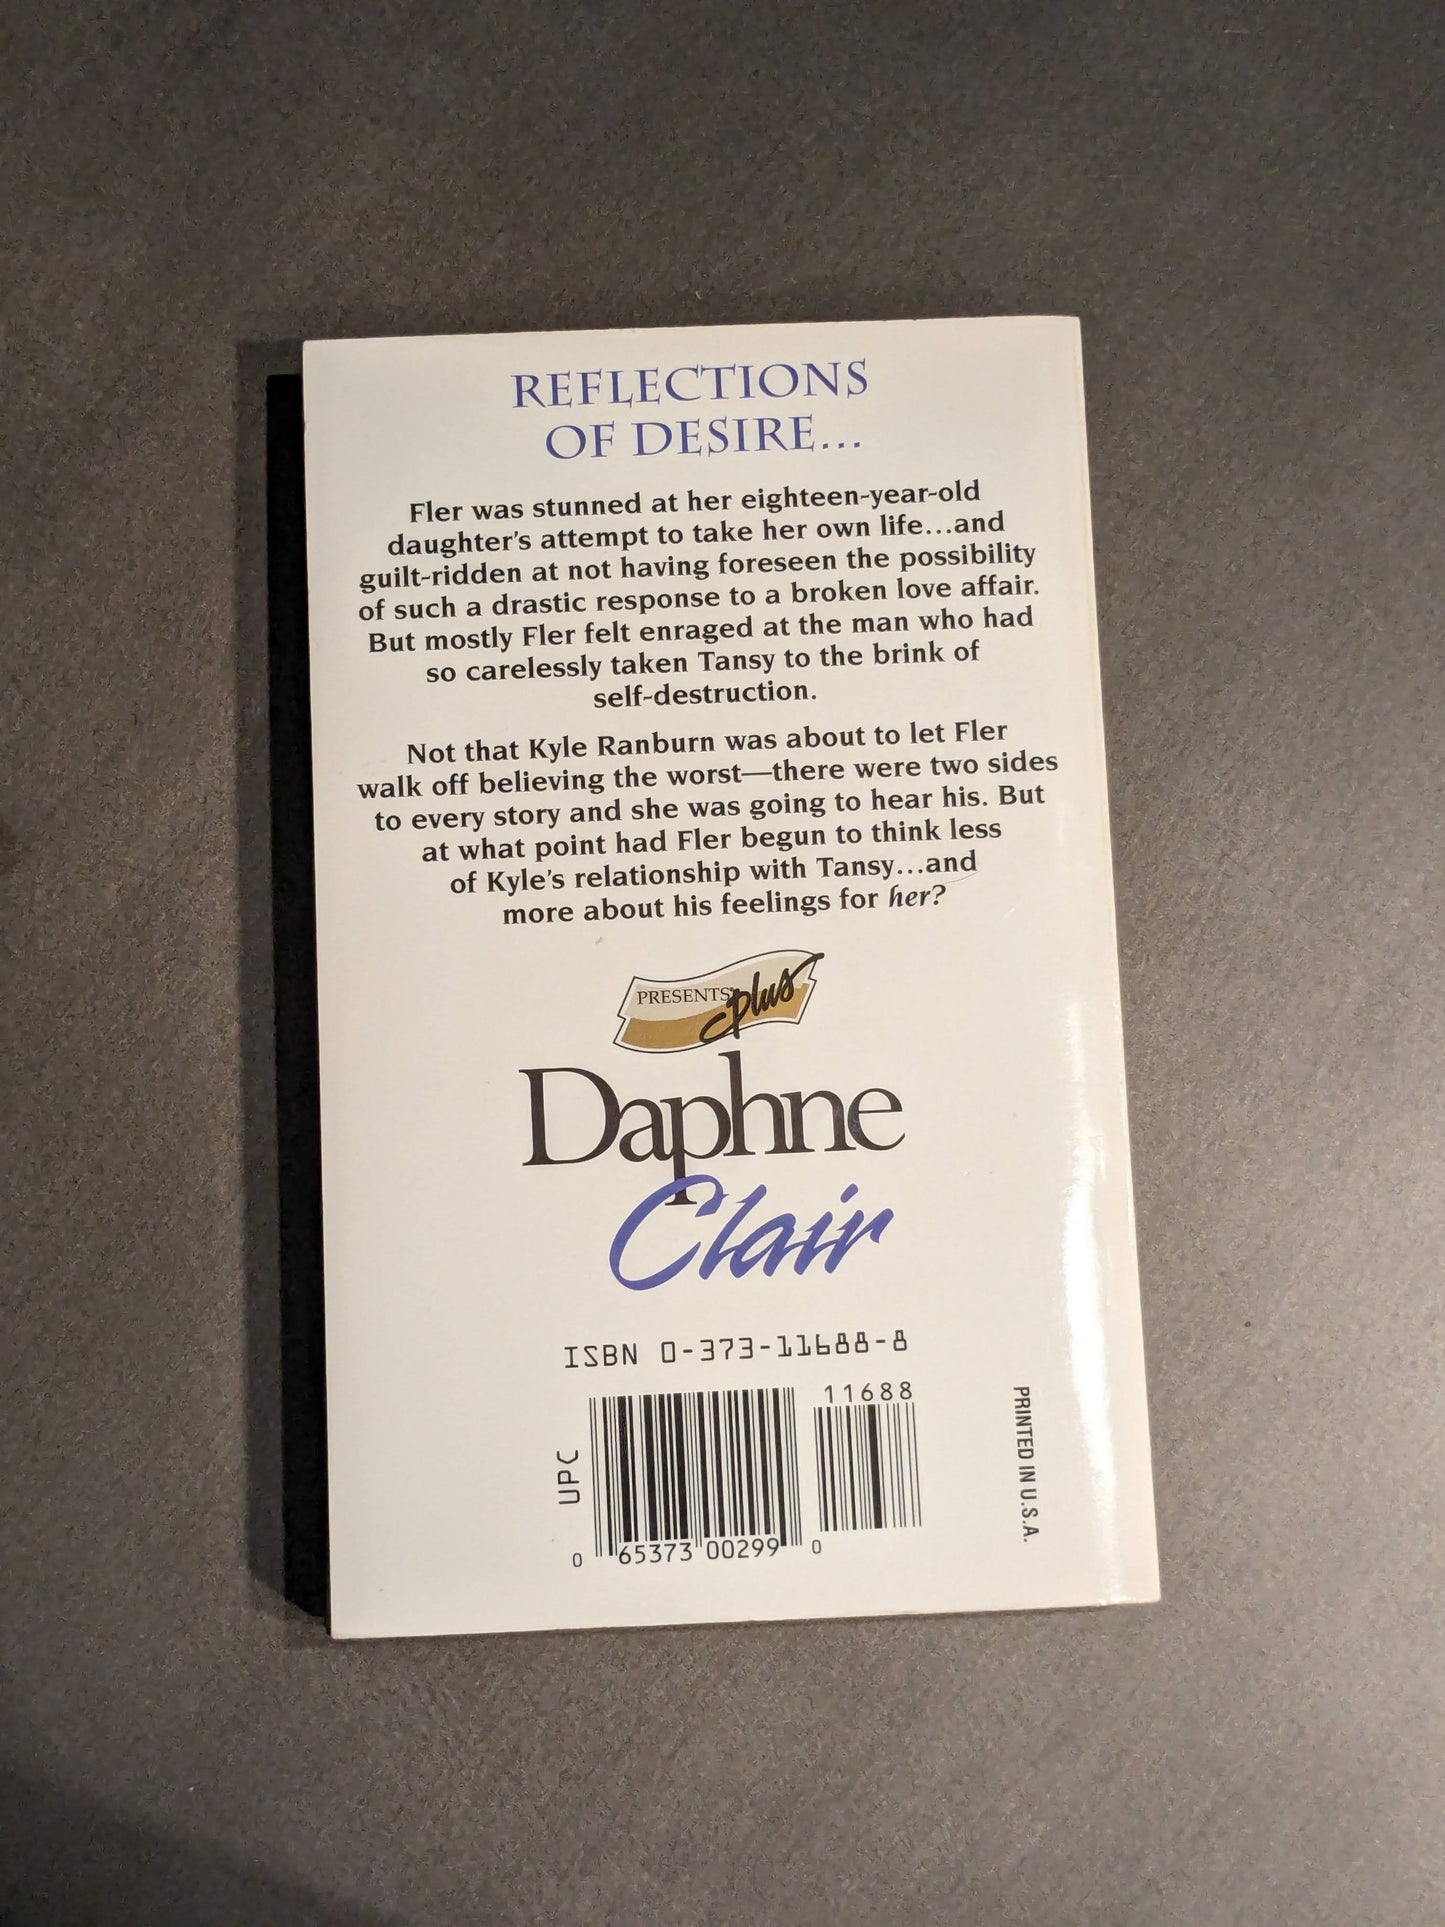 REFLECTIONS
OF DESIRE...
Fler was stunned at her eighteen-year-old
daughter's attempt to take her own life...and
guilt-ridden at not having foreseen the possibility
of such a drastic response to a broken love affair.
But mostly Fler felt enraged at the man who had
so carelessly taken Tansy to the brink of
self-destruction.
Not that Kyle Ranburn was about to let Fler
walk off believing the worst—there were two sides
to every story and she was going to hear his. But
at what point had Fler begun to think less
of Kyle's relationship with Tansy...and
more about his feelings for her?
PRESENTS plus
Daphne
Clair
ISBN 0-373-11688-8
11688
UPC
0 65373 00299 0
PRINTED IN U.S.A.